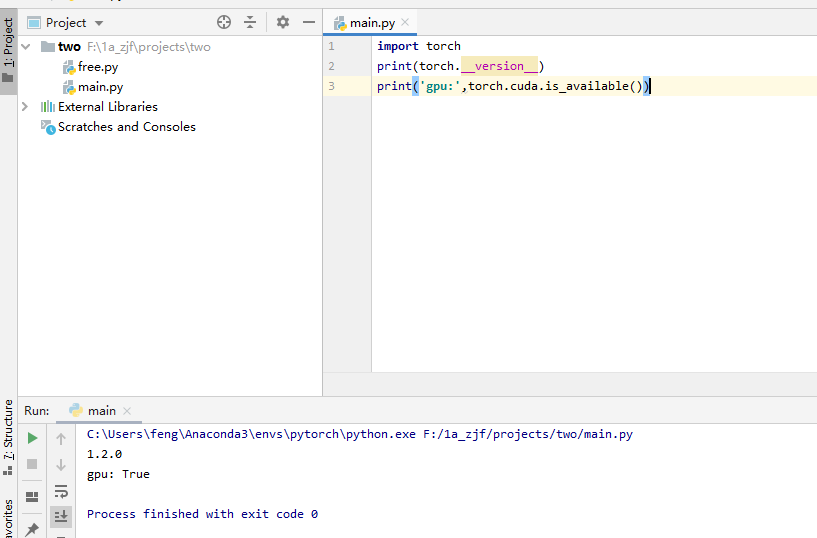 Project
main.py
1: Project
two F:\1a_zjf\projects\two
free.py
main.py
External Libraries
Scratches and Consoles
1 import torch
2 print(torch.__version__)
3 print('gpu:',torch.cuda.is_available())
7: Structure
avorites
Run: main
C:\Users\feng\Anaconda3\envs\pytorch\python.exe F:/1a_zjf/projects/two/main.py
1.2.0
gpu: True
Process finished with exit code 0